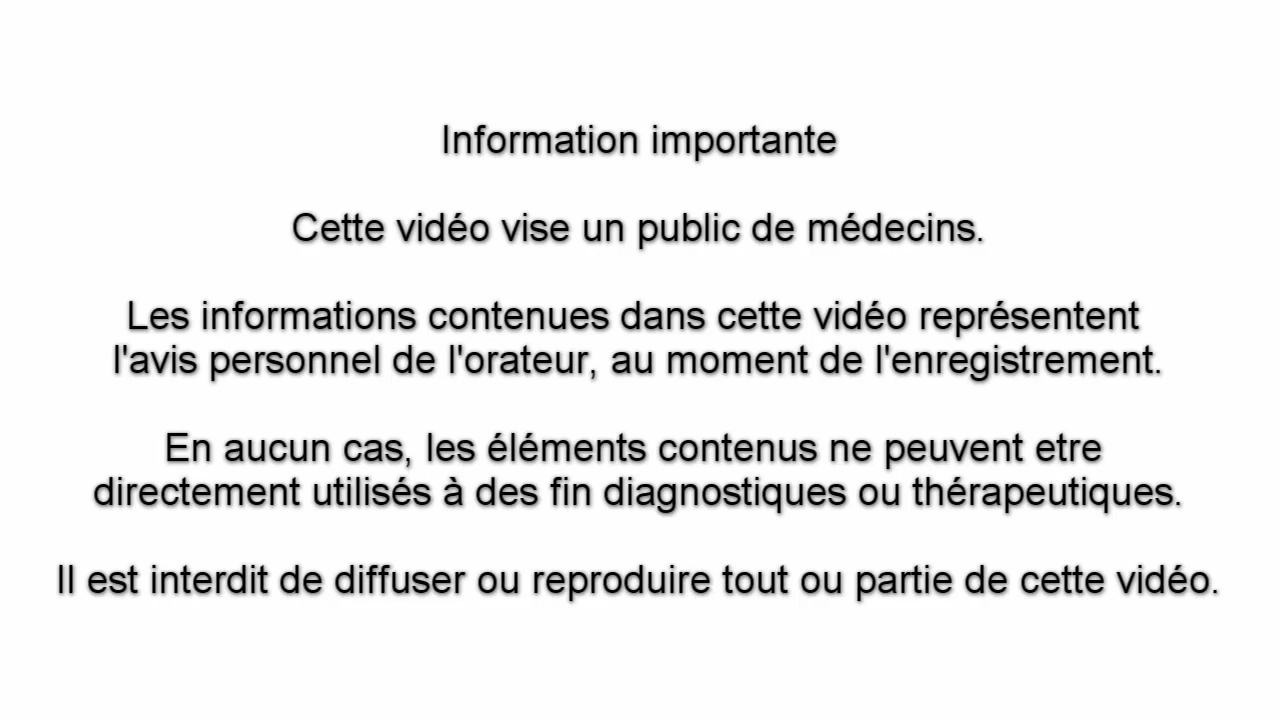 Information importante
Cette vidéo vise un public de médecins.
Les informations contenues dans cette vidéo représentent
l'avis personnel de l'orateur, au moment de l'enregistrement.
En aucun cas, les éléments contenus ne peuvent etre
directement utilisés à des fin diagnostiques ou thérapeutiques.
Il est interdit de diffuser ou reproduire tout ou partie de cette vidéo.